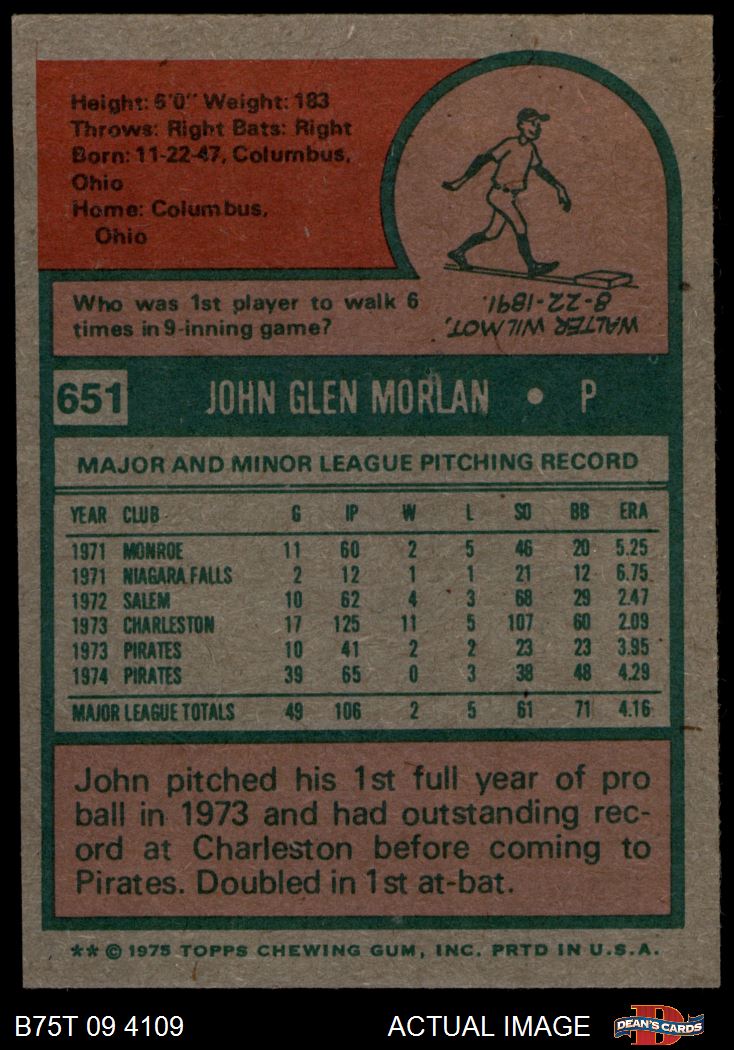 Height: 6'0" Weight: 183
Throws: Right Bats: Right
Born: 11-22-47, Columbus,
Ohio
Home: Columbus,
Ohio
Who was 1st player to walk 6
times in 9-inning game?
WALTER WILMOT,
8-22-1891.
651 JOHN GLEN MORLAN • P
MAJOR AND MINOR LEAGUE PITCHING RECORD
YEAR CLUB G IP W L SO BB ERA
1971 MONROE 11 60 2 5 46 20 5.25
1971 NIAGARA FALLS 2 12 1 1 21 12 6.75
1972 SALEM 10 62 4 3 68 29 2.47
1973 CHARLESTON 17 125 11 5 107 60 2.09
1973 PIRATES 10 41 2 2 23 23 3.95
1974 PIRATES 39 65 0 3 38 48 4.29
MAJOR LEAGUE TOTALS 49 106 2 5 61 71 4.16
John pitched his 1st full year of pro
ball in 1973 and had outstanding rec-
ord at Charleston before coming to
Pirates. Doubled in 1st at-bat.
** © 1975 TOPPS CHEWING GUM, INC. PRTD IN U.S.A.
B75T 09 4109 ACTUAL IMAGE D DEAN'S CARDS